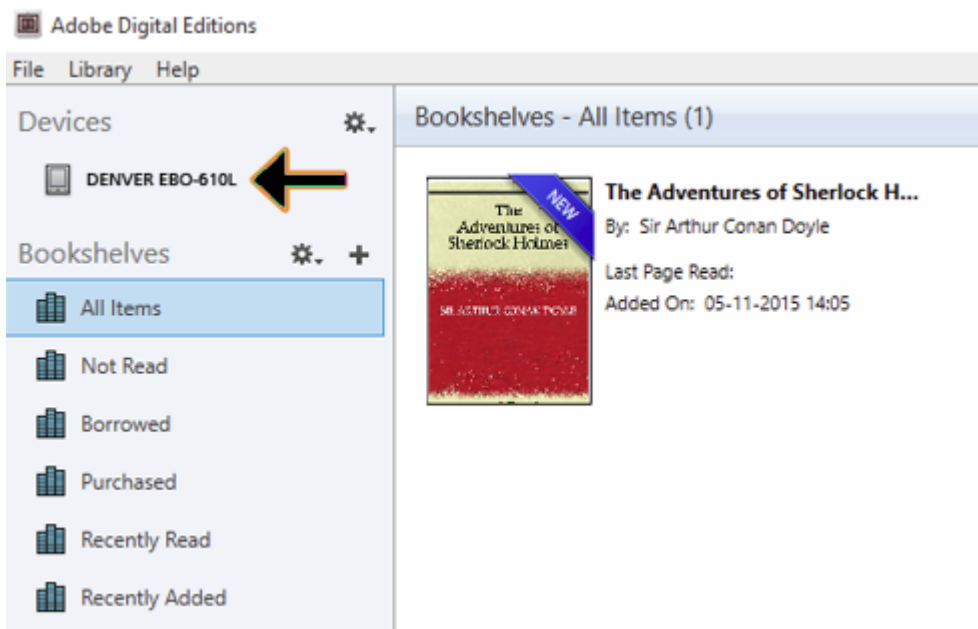 Adobe Digital Editions
File Library Help
Devices
DENVER EBO-610L
Bookshelves
All Items
Not Read
Borrowed
Purchased
Recently Read
Recently Added
Bookshelves - All Items (1)
The
Adventures of
Sherlock Holmes
NEW
SIR ARTHUR CONAN DOYLE
The Adventures of Sherlock H...
By: Sir Arthur Conan Doyle
Last Page Read:
Added On: 05-11-2015 14:05